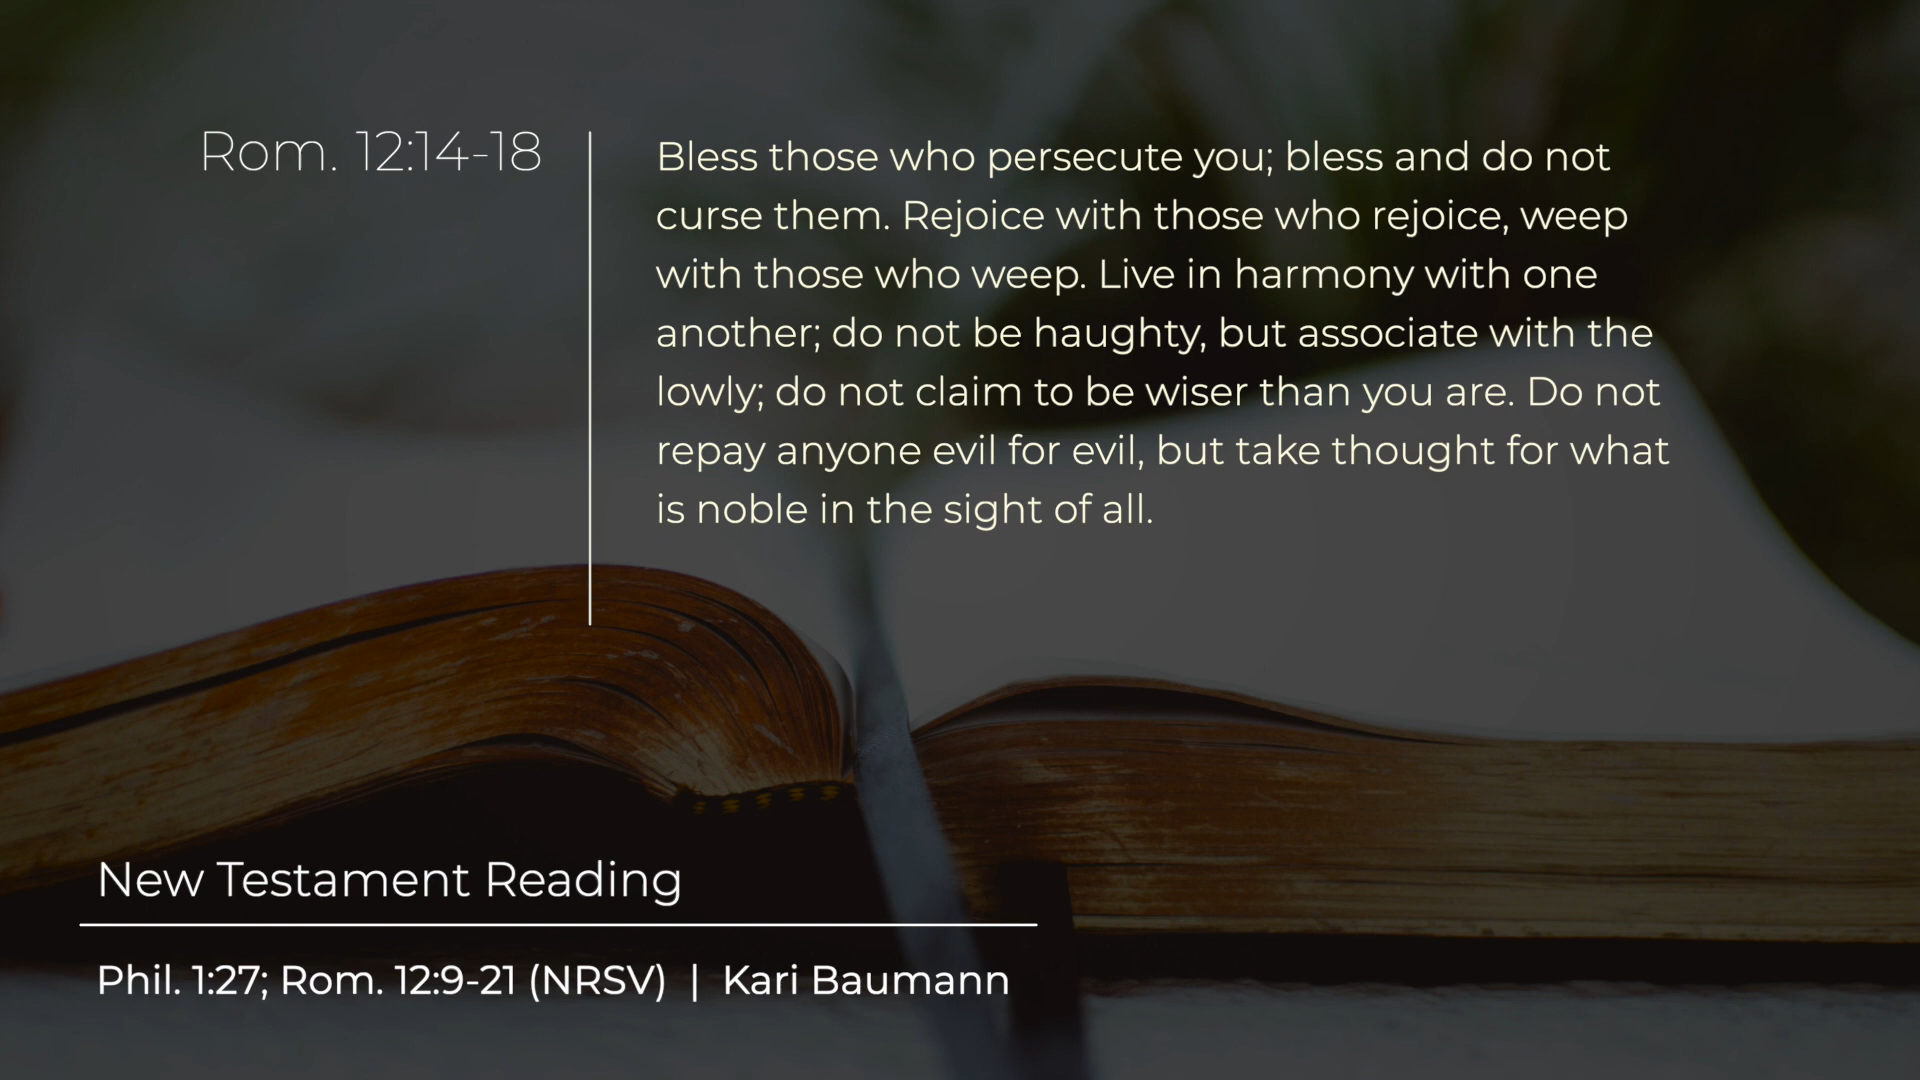 Rom. 12:14-18
Bless those who persecute you; bless and do not
curse them. Rejoice with those who rejoice, weep
with those who weep. Live in harmony with one
another; do not be haughty, but associate with the
lowly; do not claim to be wiser than you are. Do not
repay anyone evil for evil, but take thought for what
is noble in the sight of all.
New Testament Reading
Phil. 1:27; Rom. 12:9-21 (NRSV) | Kari Baumann